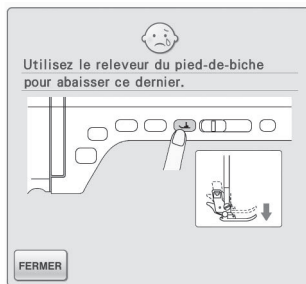 Utilisez le releveur du pied-de-biche
pour abaisser ce dernier.
FERMER